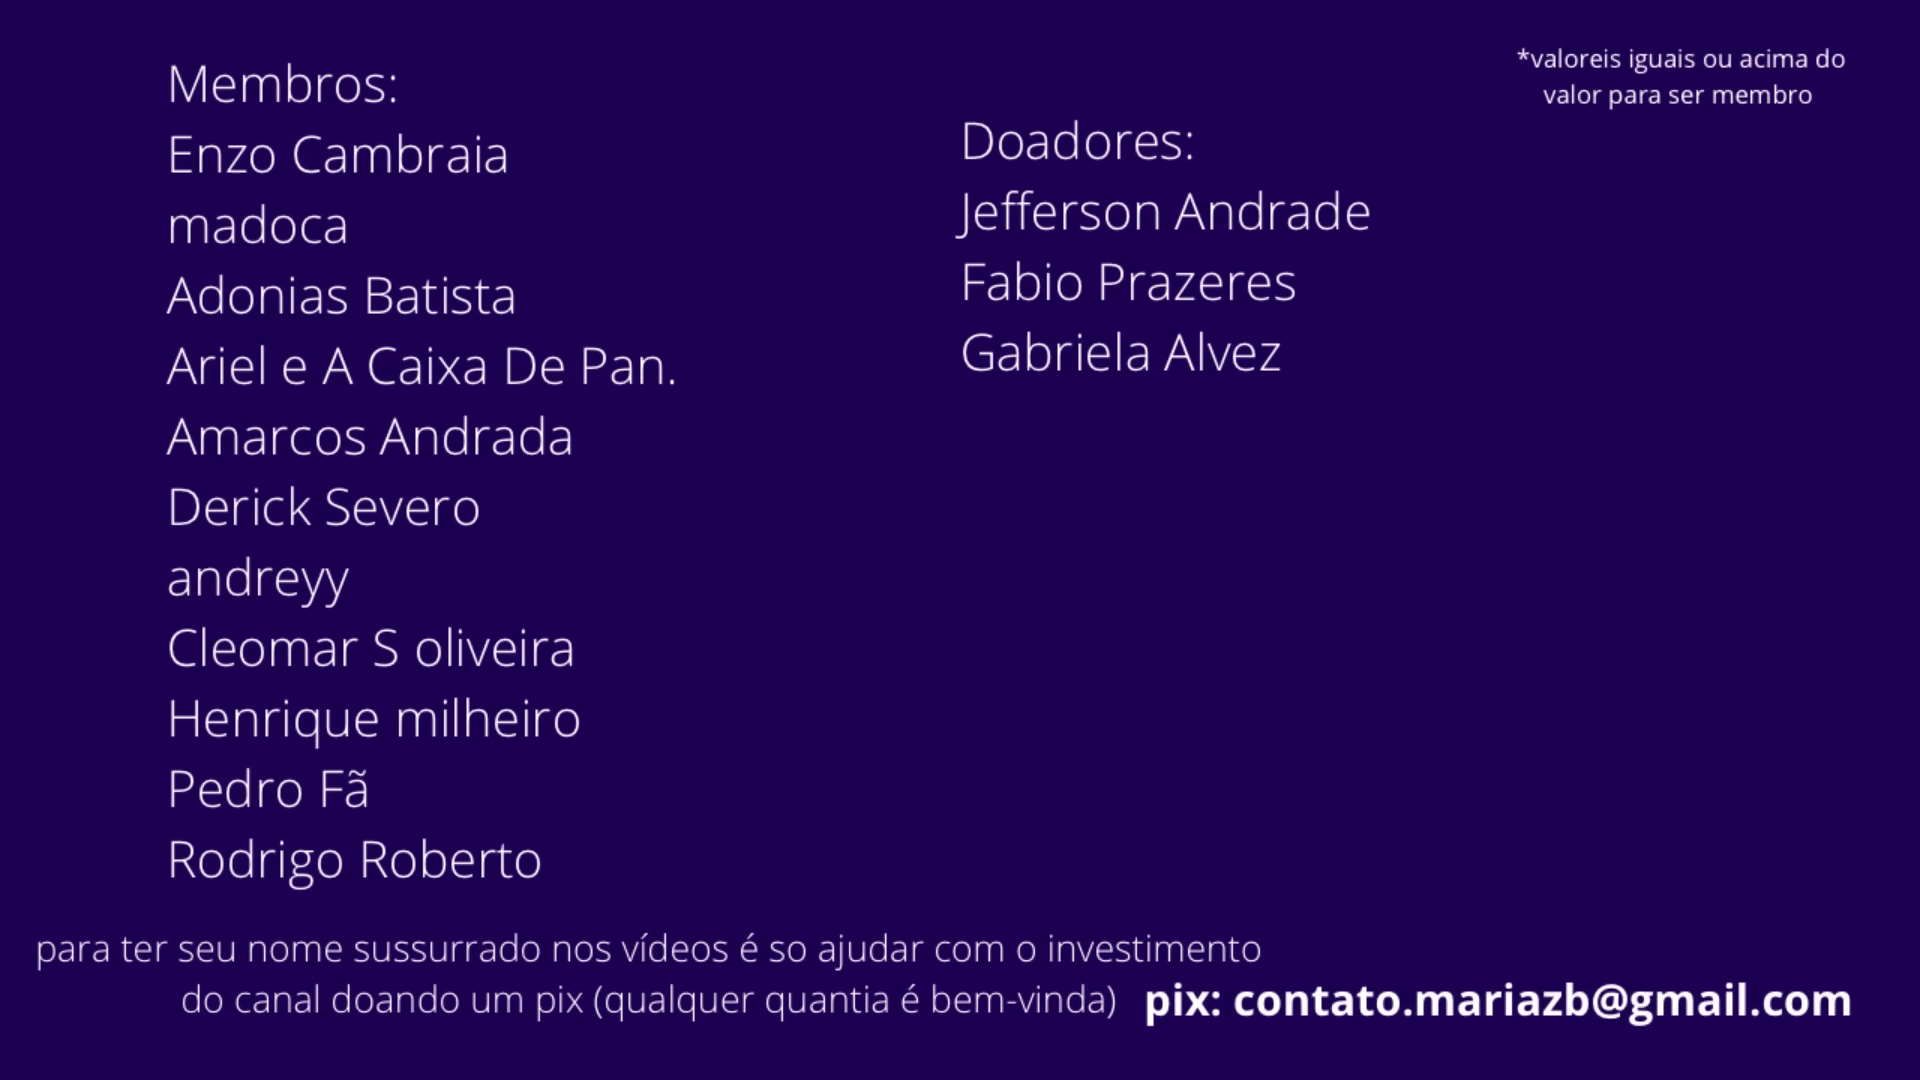 Membros:
Enzo Cambraia
madoca
Adonias Batista
Ariel e A Caixa De Pan.
Amarcos Andrada
Derick Severo
andreyy
Cleomar S oliveira
Henrique milheiro
Pedro Fã
Rodrigo Roberto
*valoreis iguais ou acima do
valor para ser membro
Doadores:
Jefferson Andrade
Fabio Prazeres
Gabriela Alvez
para ter seu nome sussurrado nos vídeos é so ajudar com o investimento
do canal doando um pix (qualquer quantia é bem-vinda) pix: contato.mariazb@gmail.com